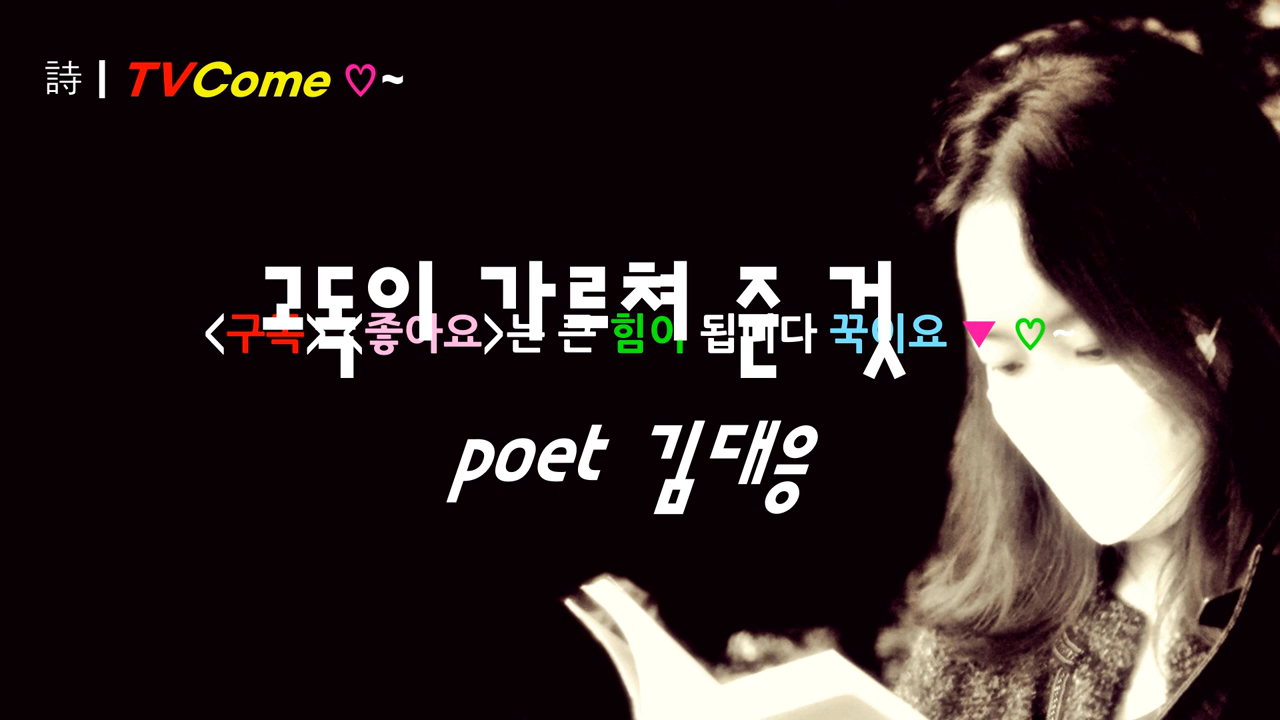 詩 | TVCome ♡~
고독이 가르쳐 준 것
<구독><좋아요>는 큰 힘이 됩니다 꾹이요 ▼ ♡~
poet 김대응